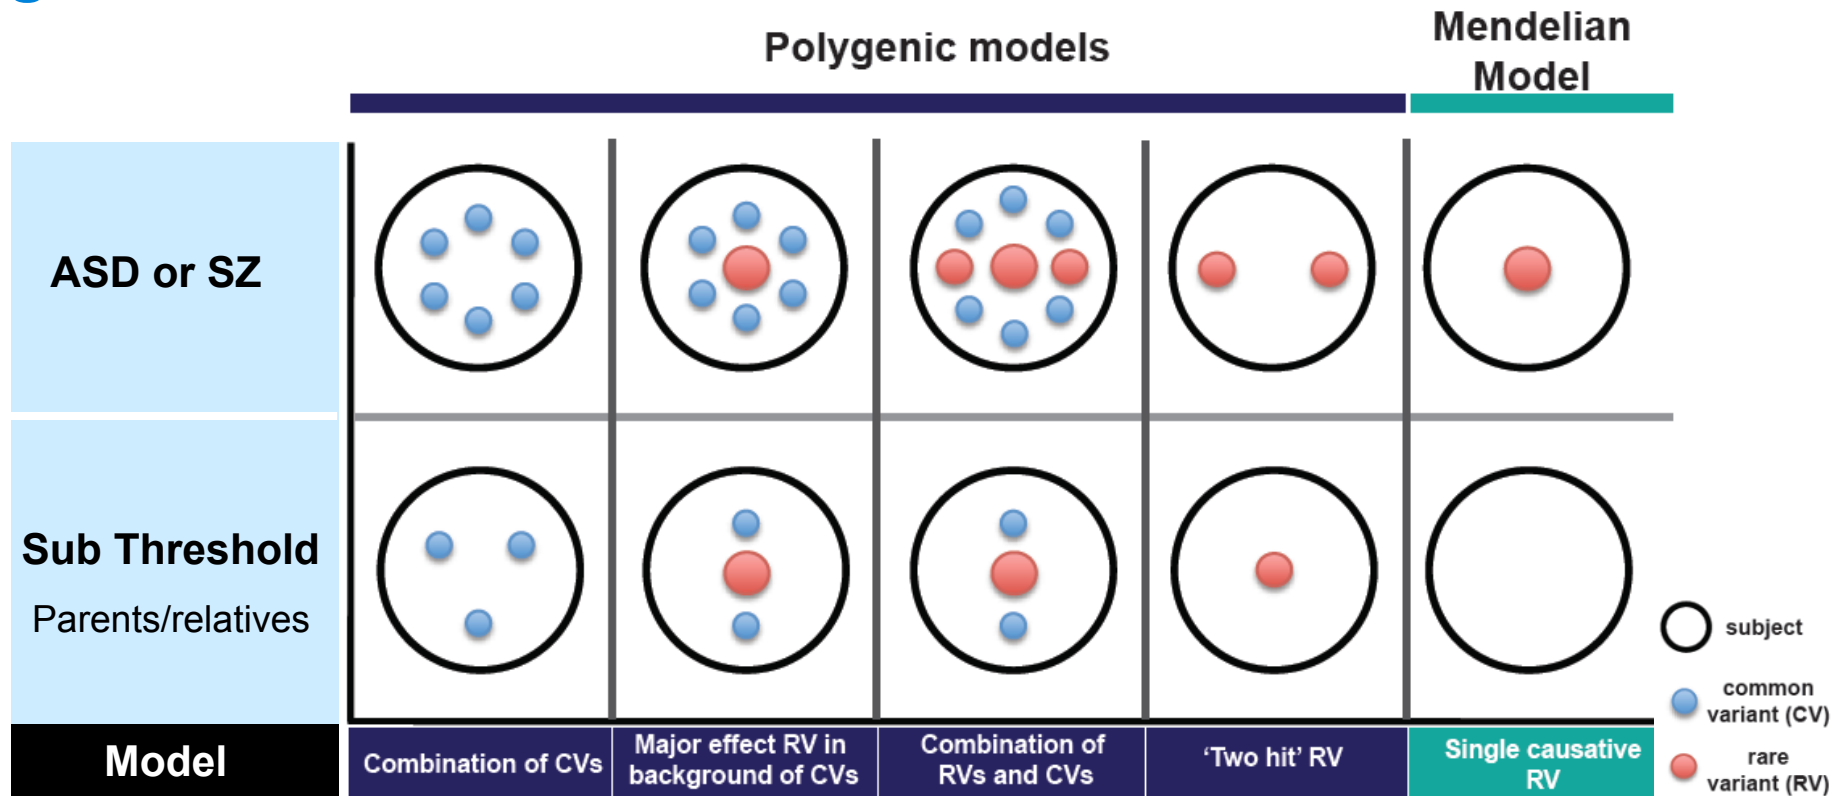 Polygenic models
Mendelian
Model
ASD or SZ
Sub Threshold
Parents/relatives
subject
common
variant (CV)
rare
variant (RV)
Model
Combination of CVs
Major effect RV in
background of CVs
Combination of
RVs and CVs
‘Two hit’ RV
Single causative
RV